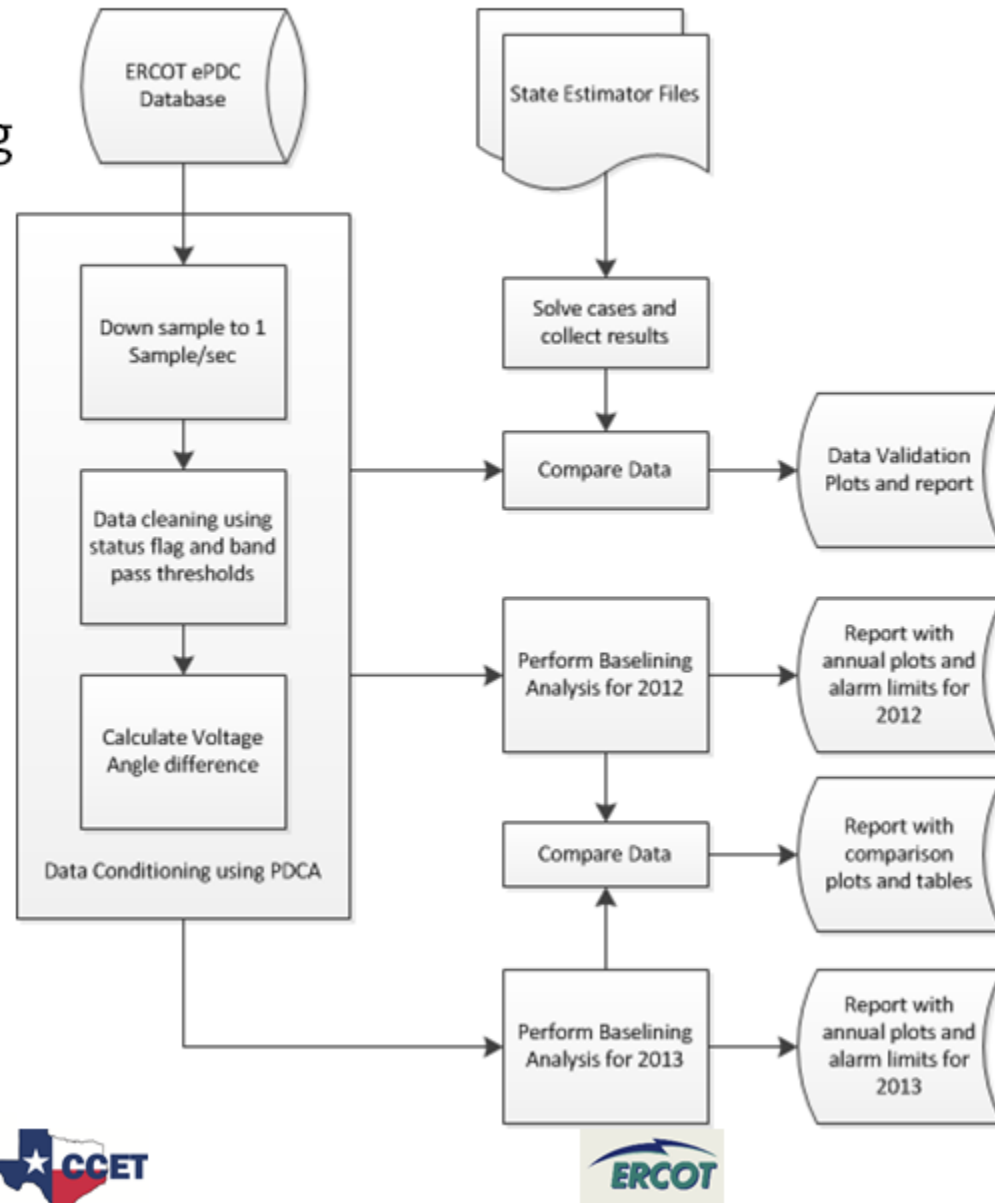 ERCOT ePDC
Database
State Estimator Files
Down sample to 1
Sample/sec
Solve cases and
collect results
Compare Data
Data Validation
Plots and report
Data cleaning using
status flag and band
pass thresholds
Perform Baselining
Analysis for 2012
Report with
annual plots and
alarm limits for
2012
Calculate Voltage
Angle difference
Data Conditioning using PDCA
Compare Data
Report with
comparison
plots and tables
Perform Baselining
Analysis for 2013
Report with
annual plots and
alarm limits for
2013
CCET
ERCOT